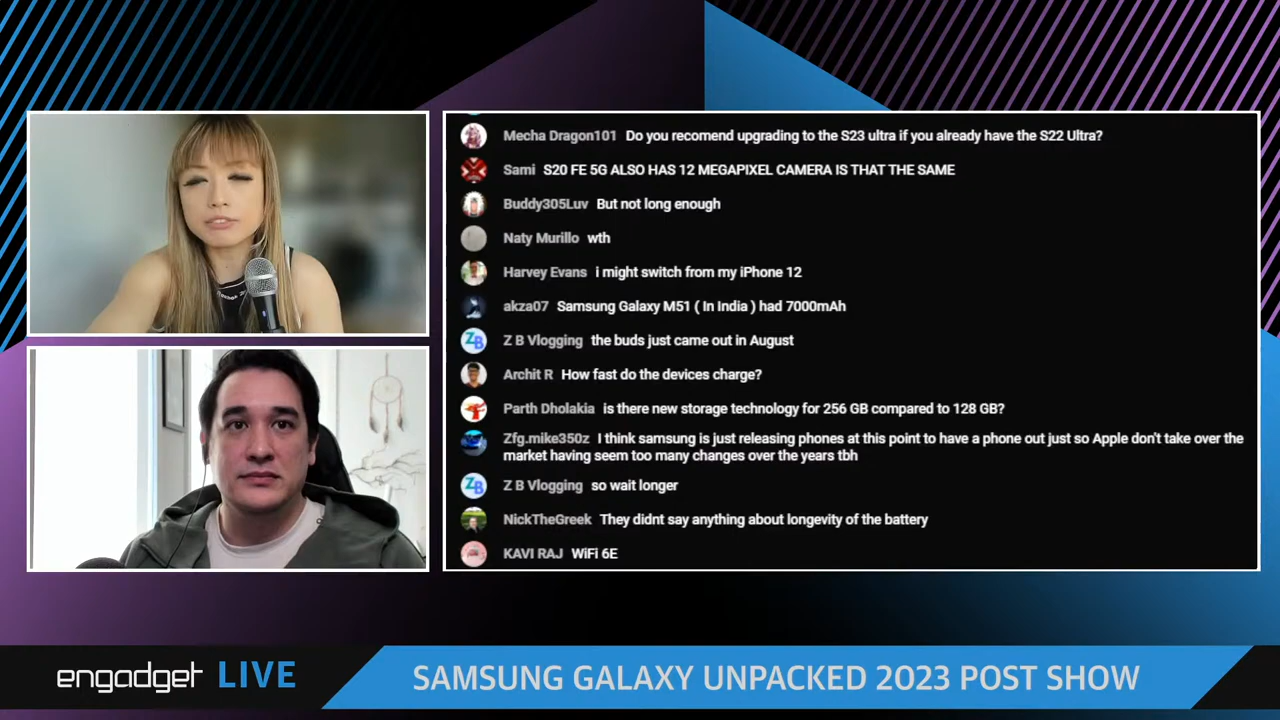 Mecha Dragon101 Do you recomend upgrading to the S23 ultra if you already have the S22 Ultra?
Sami S20 FE 5G ALSO HAS 12 MEGAPIXEL CAMERA IS THAT THE SAME
Buddy305Luv But not long enough
Naty Murillo wth
Harvey Evans i might switch from my iPhone 12
akza07 Samsung Galaxy M51 ( In India ) had 7000mAh
ZB Z B Vlogging the buds just came out in August
Archit R How fast do the devices charge?
Parth Dholakia is there new storage technology for 256 GB compared to 128 GB?
Zfg.mike350z I think samsung is just releasing phones at this point to have a phone out just so Apple don't take over the
market having seem too many changes over the years tbh
ZB Z B Vlogging so wait longer
NickTheGreek They didnt say anything about longevity of the battery
KAVI RAJ WiFi 6E
engadget LIVE
SAMSUNG GALAXY UNPACKED 2023 POST SHOW